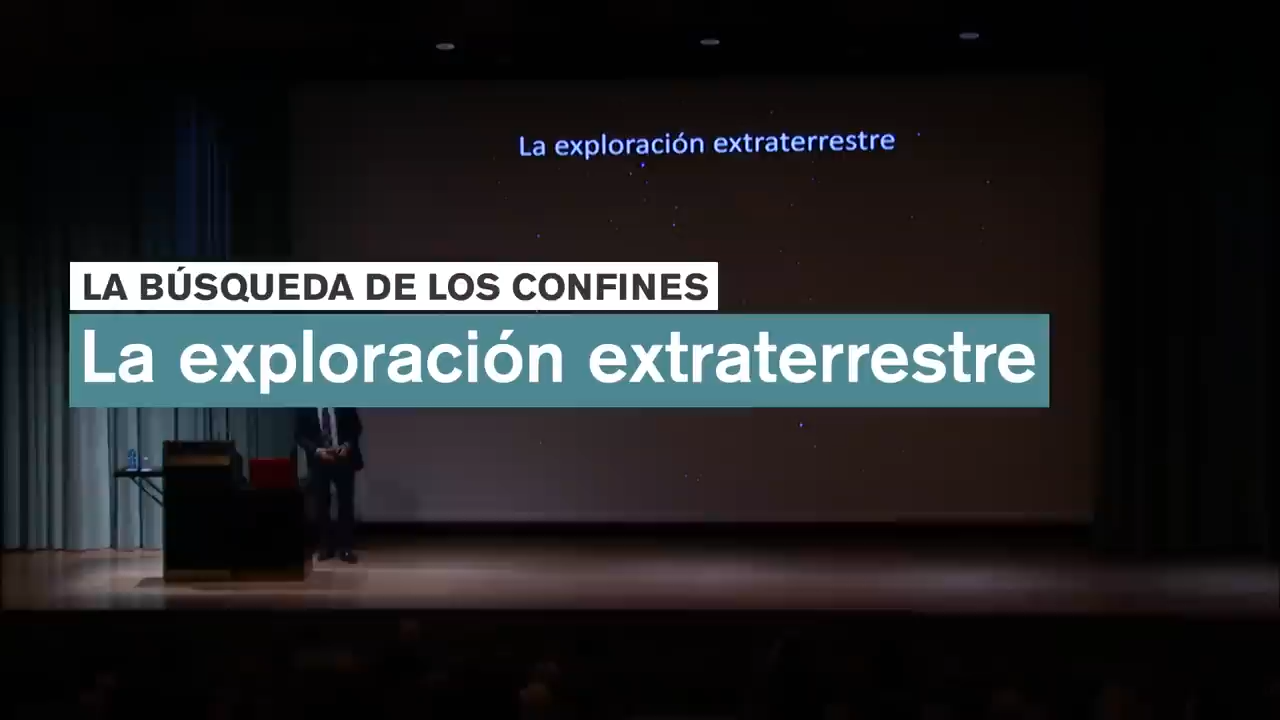 La exploración extraterrestre
LA BÚSQUEDA DE LOS CONFINES
La exploración extraterrestre